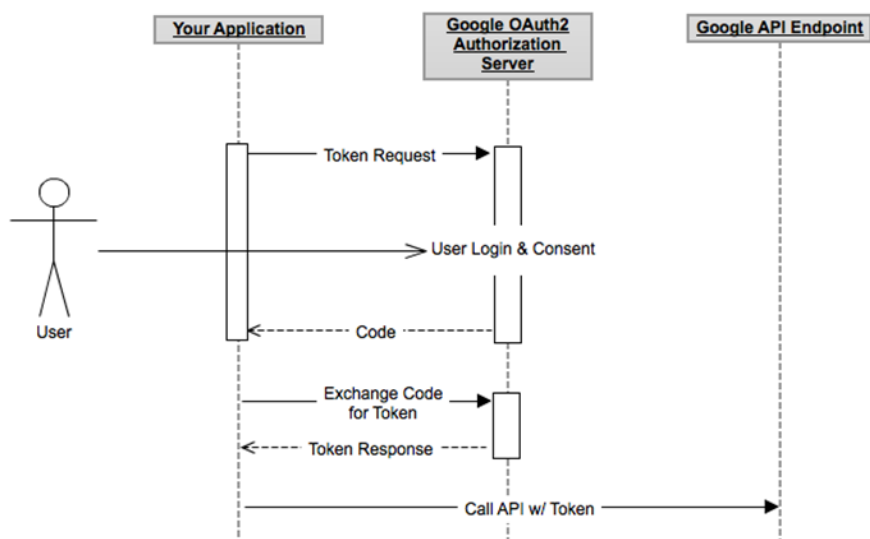 Your Application
Google OAuth2
Authorization
Server
Google API Endpoint
Token Request
User Login & Consent
User
Code
Exchange Code
for Token
Token Response
Call API w/ Token